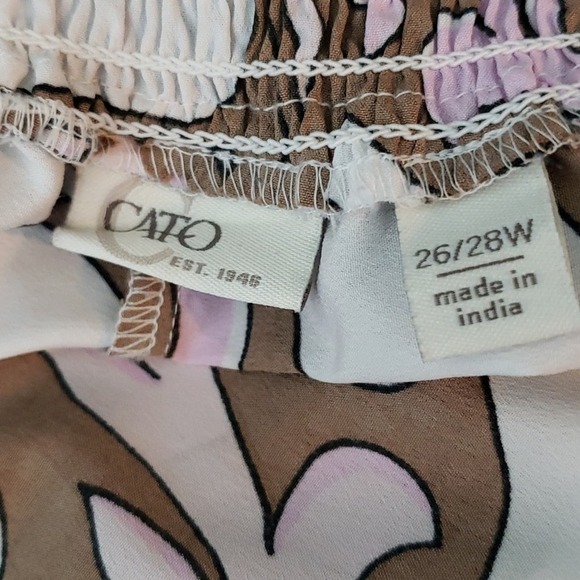 CATO
EST. 1946
26/28W
made in
india